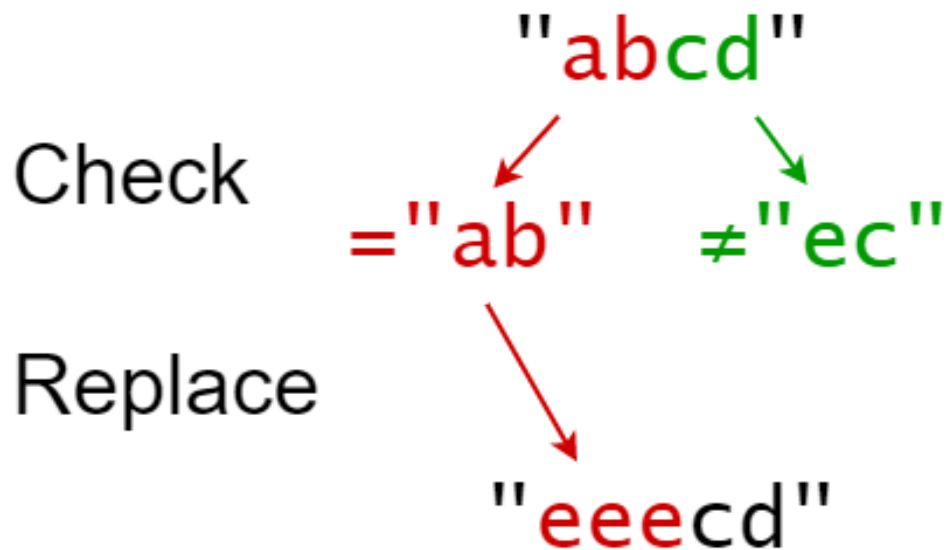 "abcd"
Check
="ab" ≠"ec"
Replace
"eeecd"